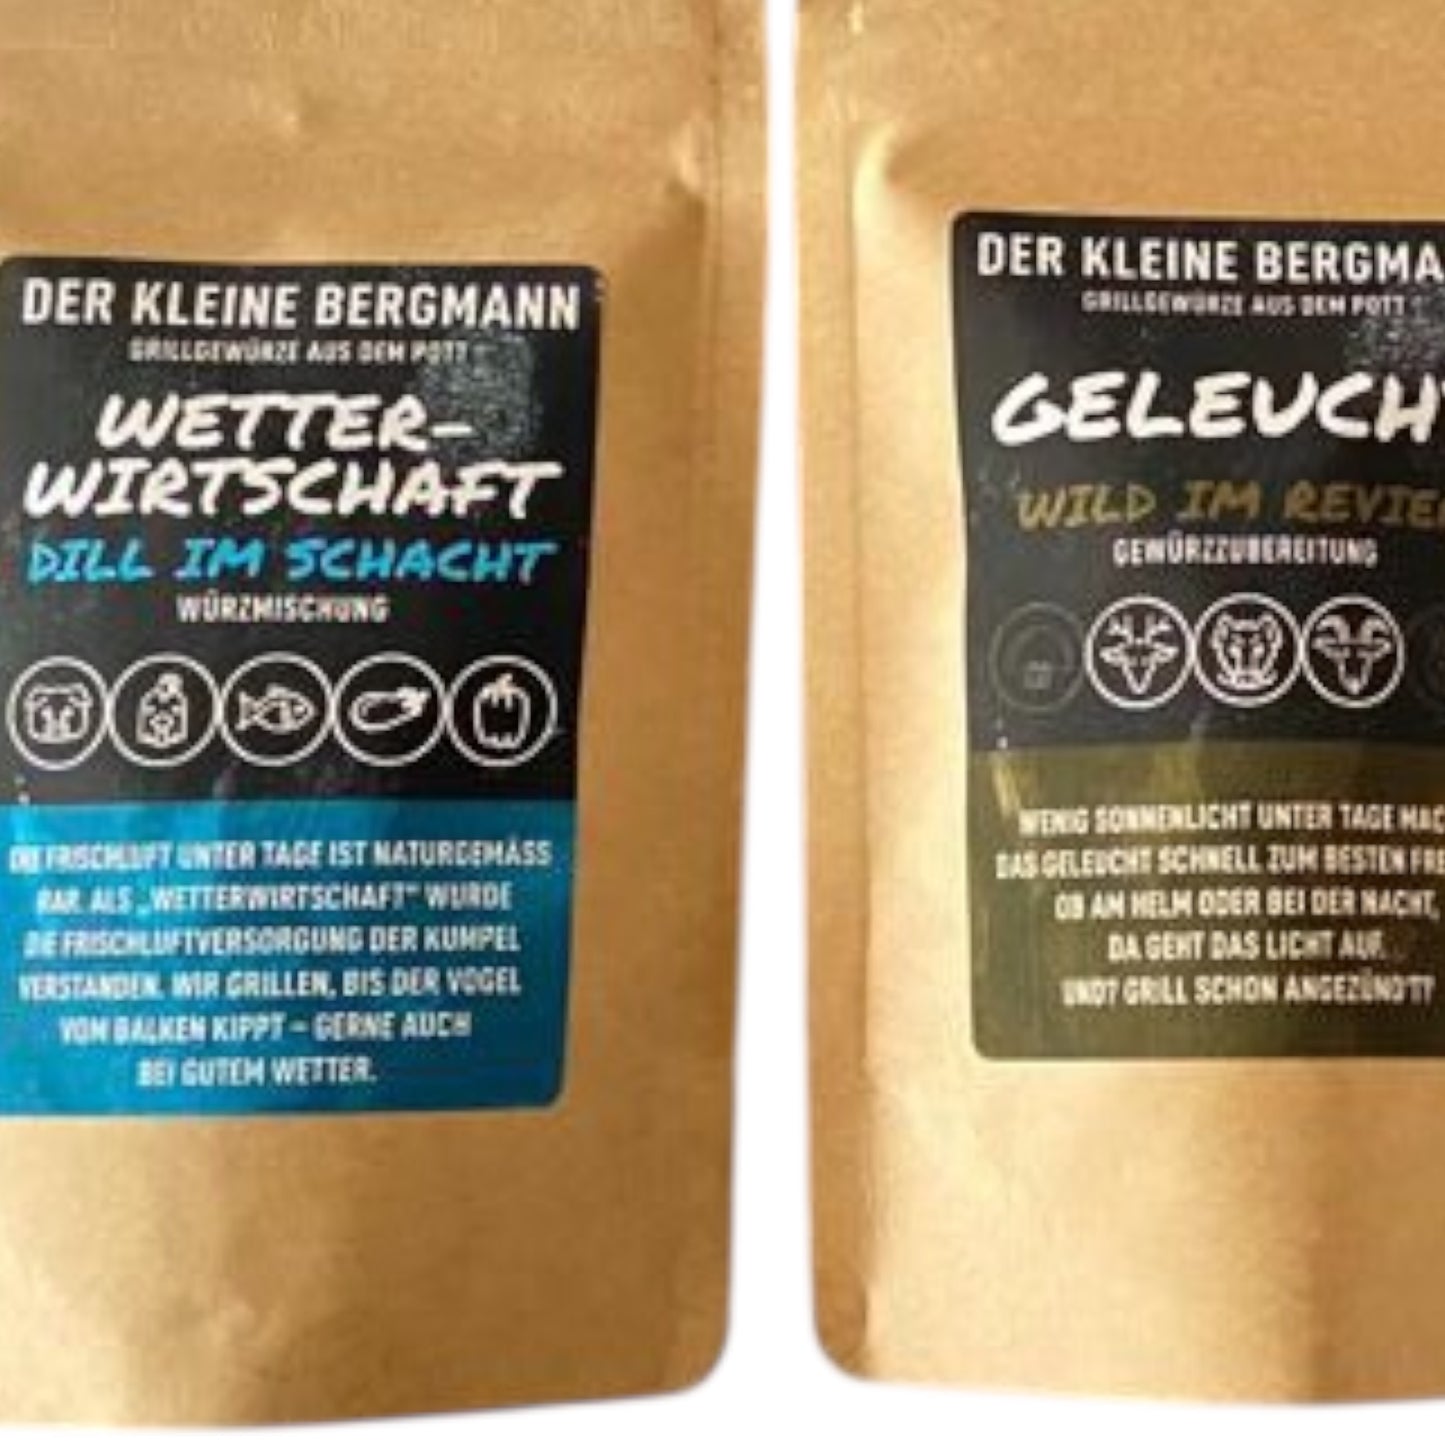 DER KLEINE BERGMANN
GRILLGEWÜRZE AUS DEM POTT
WETTER-
WIRTSCHAFT
DILL IM SCHACHT
WÜRZMISCHUNG
DIE FRISCHLUFT UNTER TAGE IST NATURGEMÄSS
RAR. ALS „WETTERWIRTSCHAFT“ WURDE
DIE FRISCHLUFTVERSORGUNG DER KUMPEL
VERSTANDEN. WIR GRILLEN, BIS DER VOGEL
VOM BALKEN KIPPT – GERNE AUCH
BEI GUTEM WETTER.
DER KLEINE BERGMA
GRILLGEWÜRZE AUS DEM POTT
GELEUCH
WILD IM REVIE
GEWÜRZZUBEREITUNG
WENIG SONNENLICHT UNTER TAGE MAC
DAS GELEUCHT SCHNELL ZUM BESTEN FRE
OB AM HELM ODER BEI DER NACHT,
DA GEHT DAS LICHT AUF.
UND? GRILL SCHON ANGEZÜND'T?